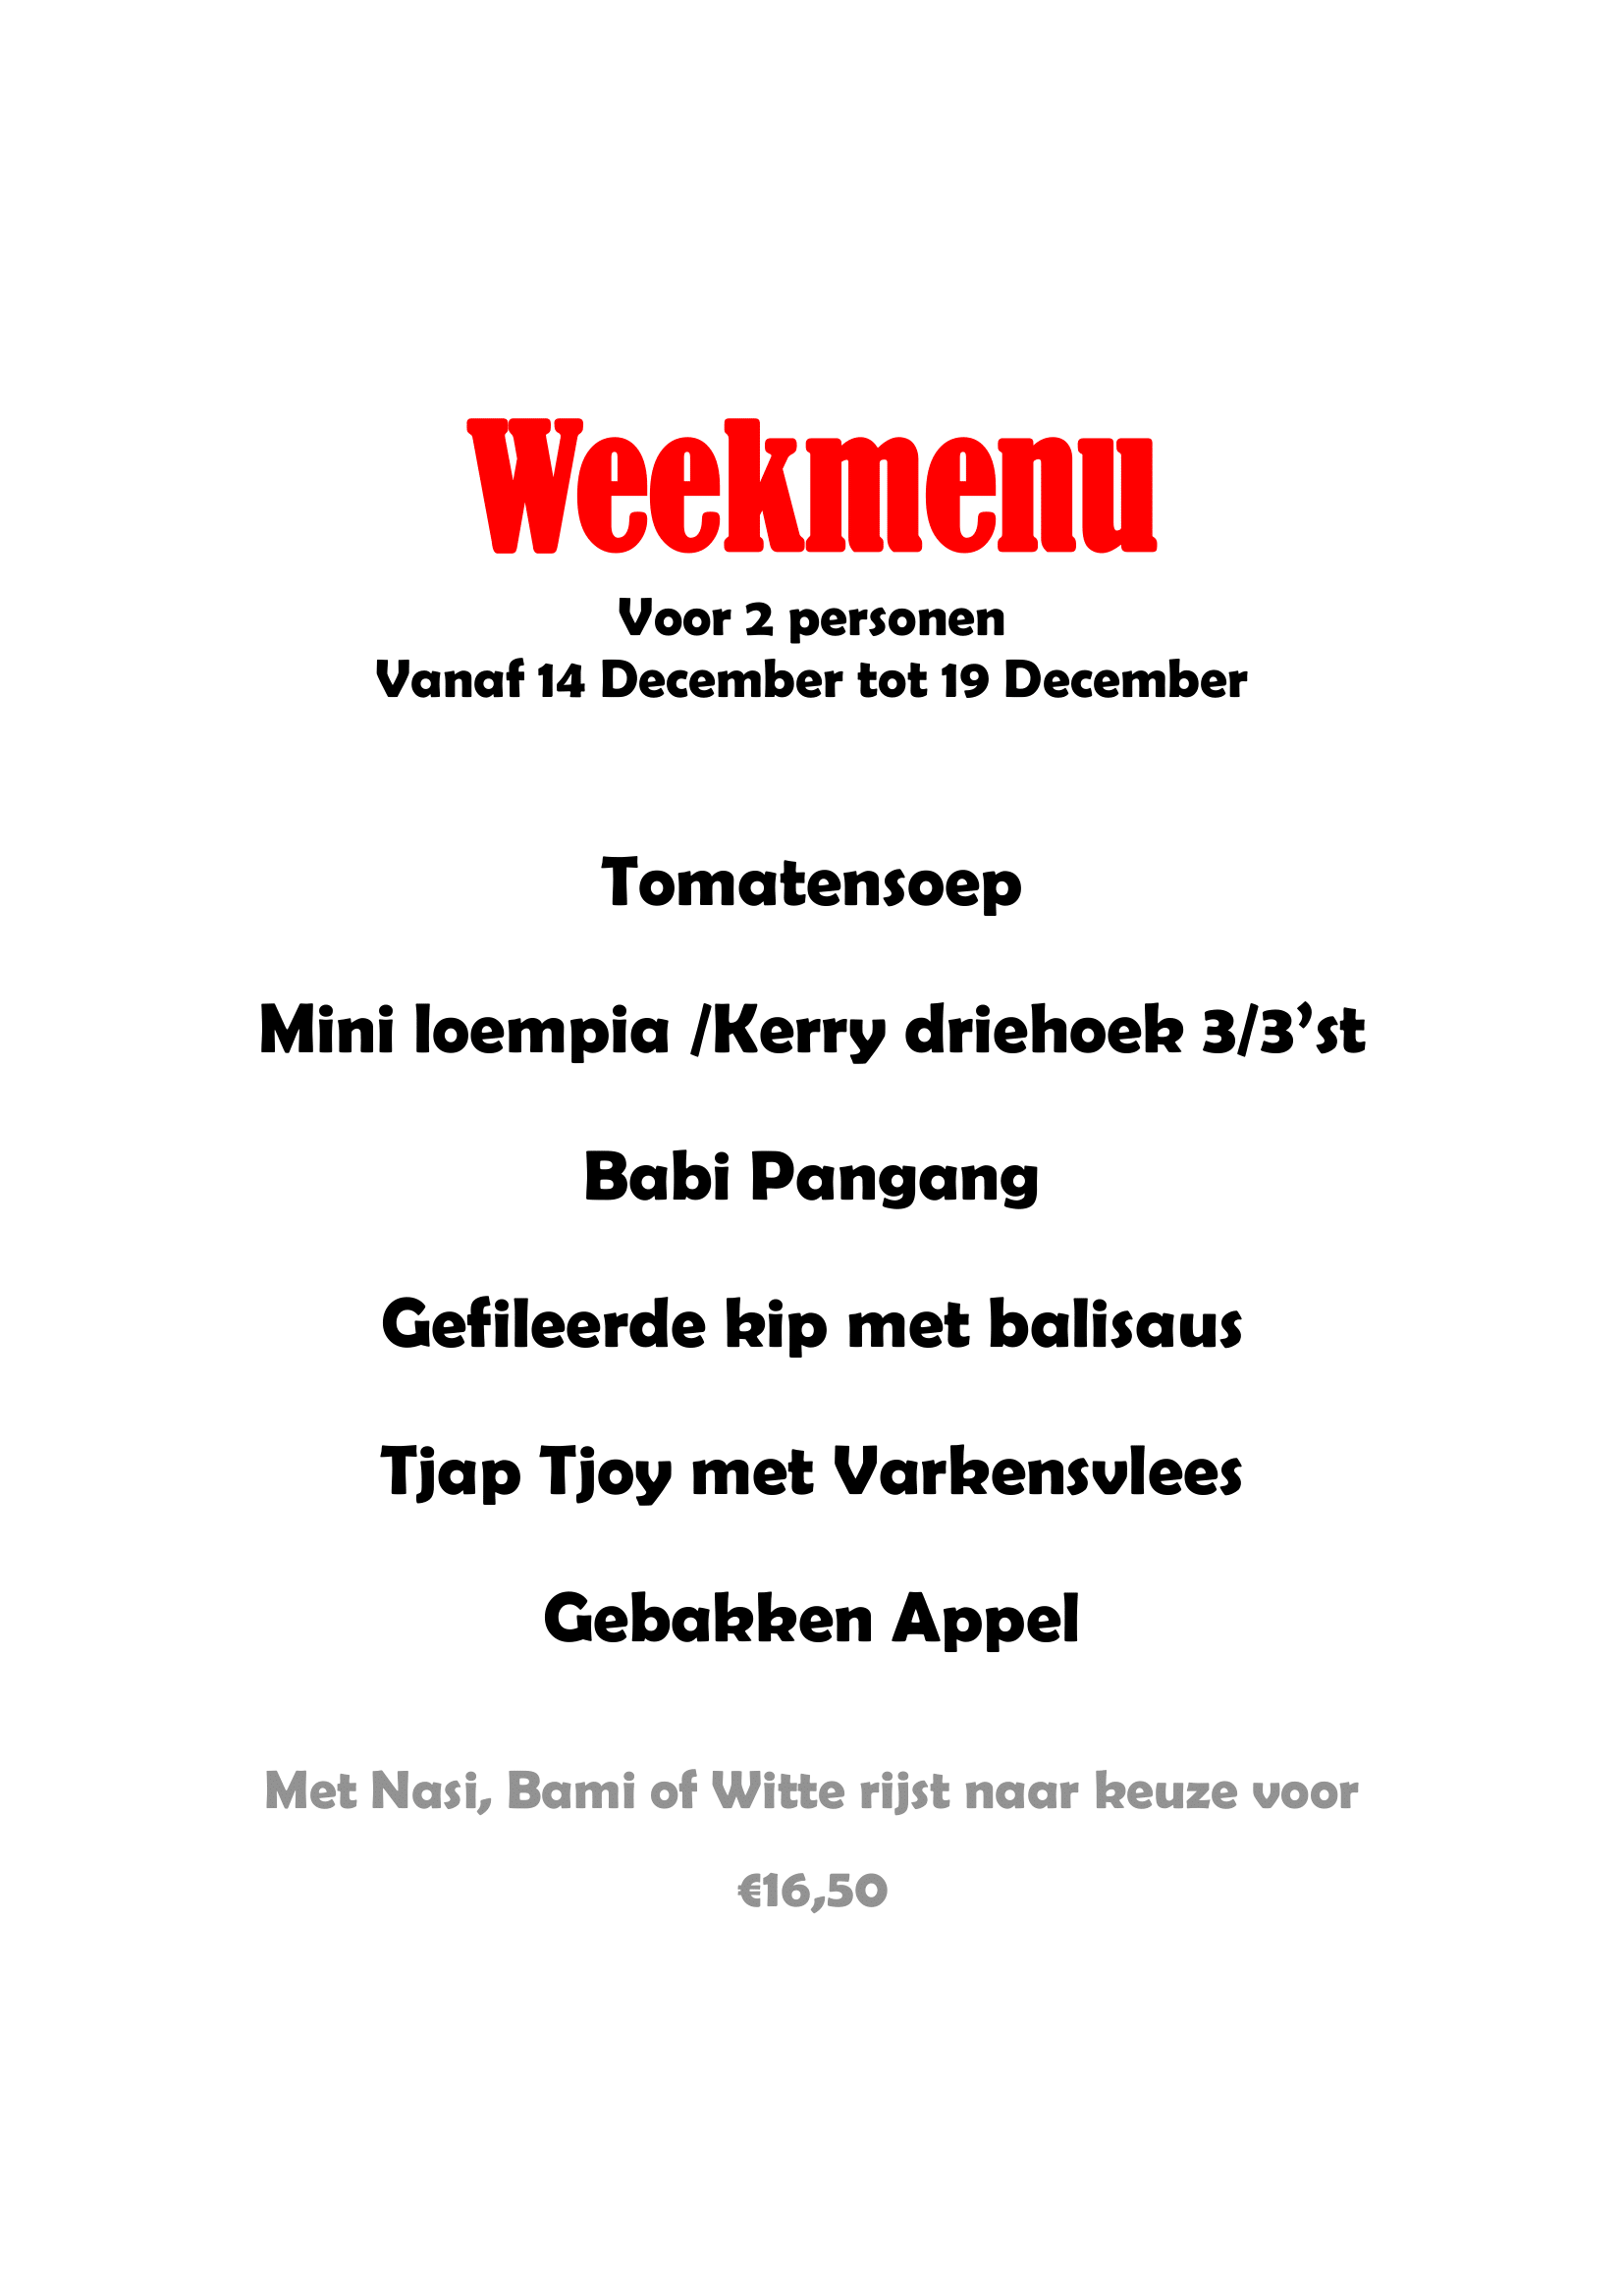 Weekmenu
Voor 2 personen
Vanaf 14 December tot 19 December
Tomatensoep
Mini loempia /Kerry driehoek 3/3’st
Babi Pangang
Gefileerde kip met balisaus
Tjap Tjoy met Varkensvlees
Gebakken Appel
Met Nasi, Bami of Witte rijst naar keuze voor
€16,50